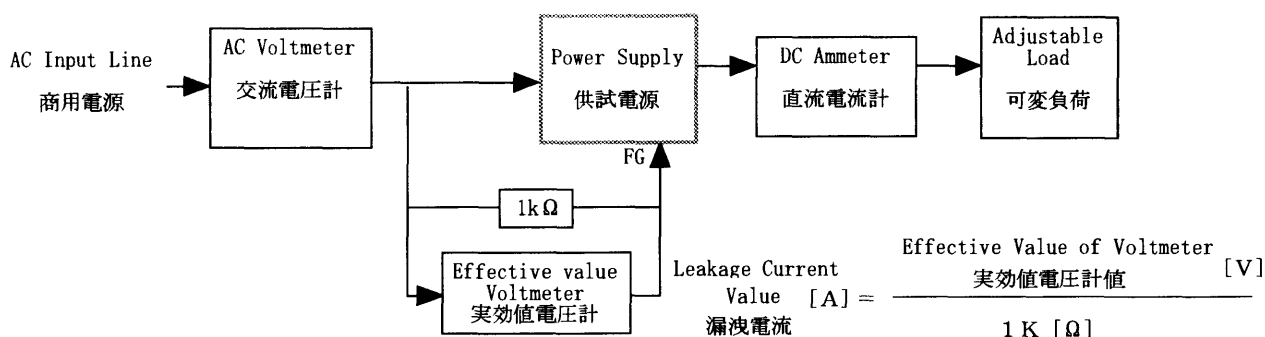 AC Input Line
商用電源
AC Voltmeter
交流電圧計
Power Supply
供試電源
FG
DC Ammeter
直流電流計
Adjustable
Load
可変負荷
1kΩ
Effective value
Voltmeter
実効値電圧計
Leakage Current
Value [A] =
漏洩電流
Effective Value of Voltmeter
実効値電圧計値 [V]
1K [Ω]